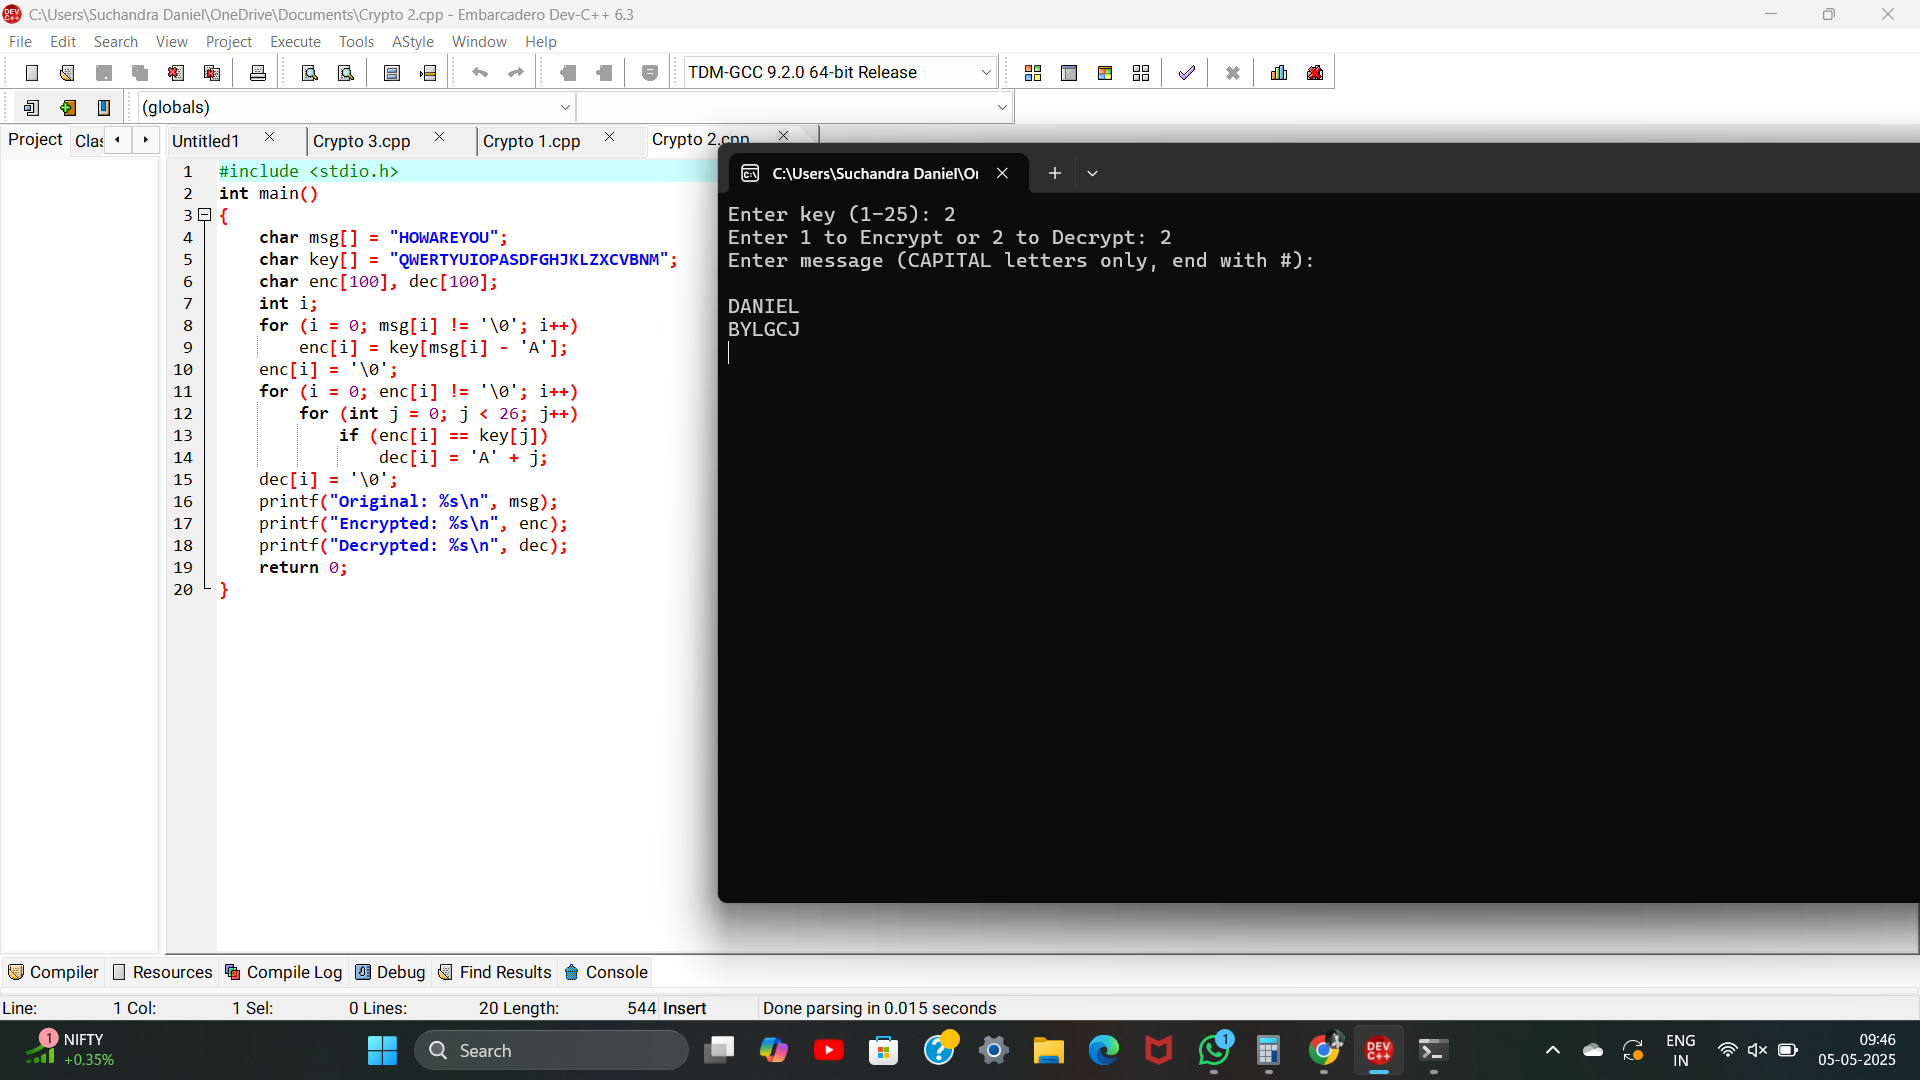 C:\Users\Suchandra Daniel\OneDrive\Documents\Crypto 2.cpp - Embarcadero Dev-C++ 6.3
File Edit Search View Project Execute Tools AStyle Window Help
TDM-GCC 9.2.0 64-bit Release
(globals)
Project Clas Untitled1 Crypto 3.cpp Crypto 1.cpp Crypto 2.cpp
1 #include <stdio.h>
2 int main()
3 {
4 char msg[] = "HOWAREYOU";
5 char key[] = "QWERTYUIOPASDFGHJKLZXCVBNM";
6 char enc[100], dec[100];
7 int i;
8 for (i = 0; msg[i] != '\0'; i++)
9 enc[i] = key[msg[i] - 'A'];
10 enc[i] = '\0';
11 for (i = 0; enc[i] != '\0'; i++)
12 for (int j = 0; j < 26; j++)
13 if (enc[i] == key[j])
14 dec[i] = 'A' + j;
15 dec[i] = '\0';
16 printf("Original: %s\n", msg);
17 printf("Encrypted: %s\n", enc);
18 printf("Decrypted: %s\n", dec);
19 return 0;
20 }
C:\Users\Suchandra Daniel\O
Enter key (1-25): 2
Enter 1 to Encrypt or 2 to Decrypt: 2
Enter message (CAPITAL letters only, end with #):
DANIEL
BYLGCJ
Compiler Resources Compile Log Debug Find Results Console
Line: 1 Col: 1 Sel: 0 Lines: 20 Length: 544 Insert Done parsing in 0.015 seconds
1 NIFTY
+0.35%
Search
1
DEV C++
ENG
IN
09:46
05-05-2025